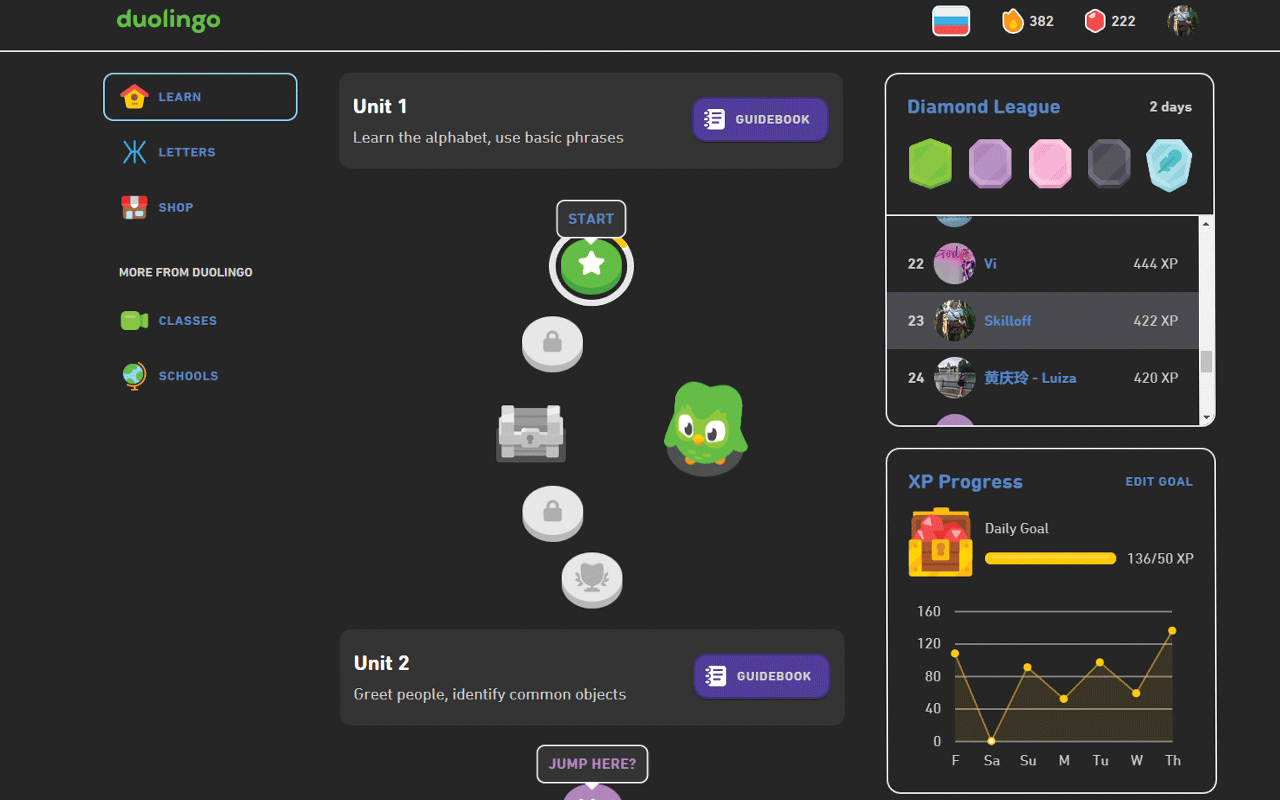 duolingo
382
222
LEARN
LETTERS
SHOP
MORE FROM DUOLINGO
CLASSES
SCHOOLS
Unit 1
Learn the alphabet, use basic phrases
GUIDEBOOK
START
Unit 2
Greet people, identify common objects
GUIDEBOOK
JUMP HERE?
Diamond League
2 days
22 Vi 444 XP
23 Skilloff 422 XP
24 黄庆玲 - Luiza 420 XP
XP Progress
EDIT GOAL
Daily Goal
136/50 XP
160
120
80
40
0
F Sa Su M Tu W Th